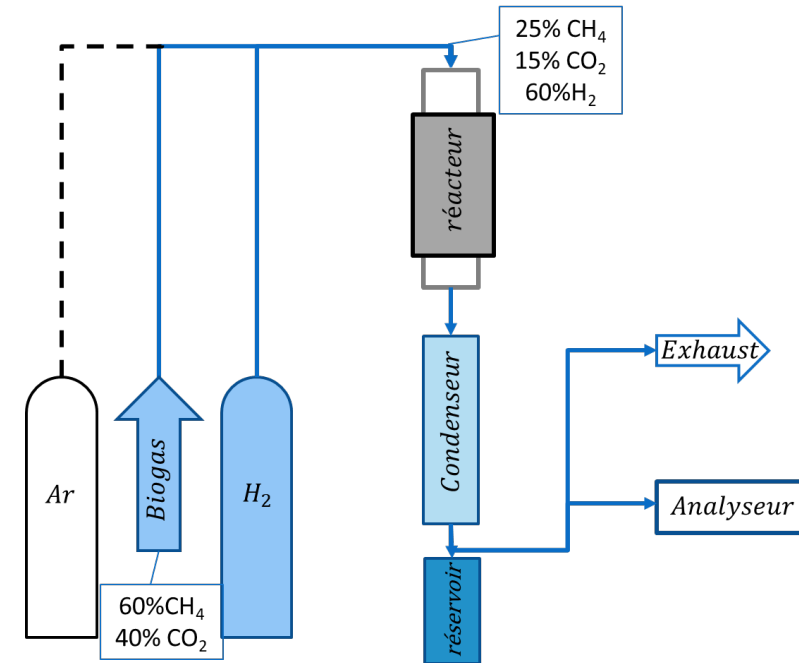 25% CH₄
15% CO₂
60%H₂
réacteur
Condenseur
Exhaust
Ar
Biogas
H₂
Analyseur
réservoir
60%CH₄
40% CO₂